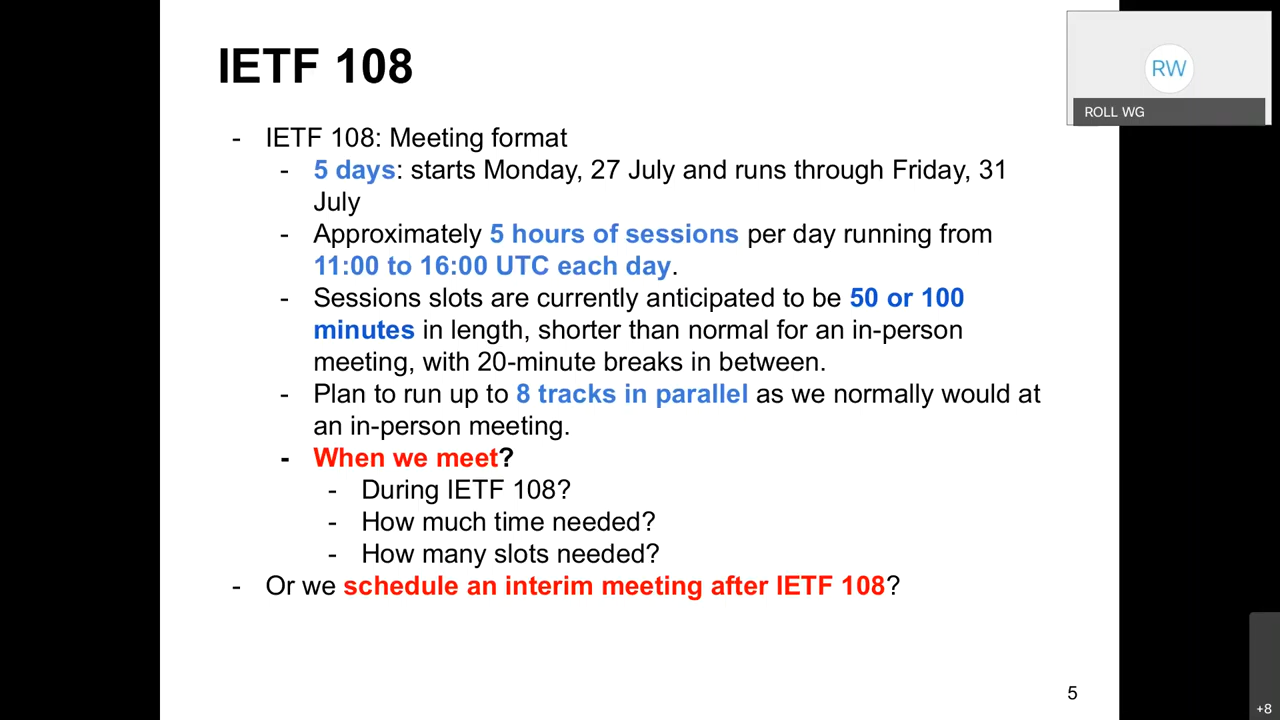 IETF 108
RW
ROLL WG
- IETF 108: Meeting format
- 5 days: starts Monday, 27 July and runs through Friday, 31
July
- Approximately 5 hours of sessions per day running from
11:00 to 16:00 UTC each day.
- Sessions slots are currently anticipated to be 50 or 100
minutes in length, shorter than normal for an in-person
meeting, with 20-minute breaks in between.
- Plan to run up to 8 tracks in parallel as we normally would at
an in-person meeting.
- When we meet?
- During IETF 108?
- How much time needed?
- How many slots needed?
- Or we schedule an interim meeting after IETF 108?
5
+8